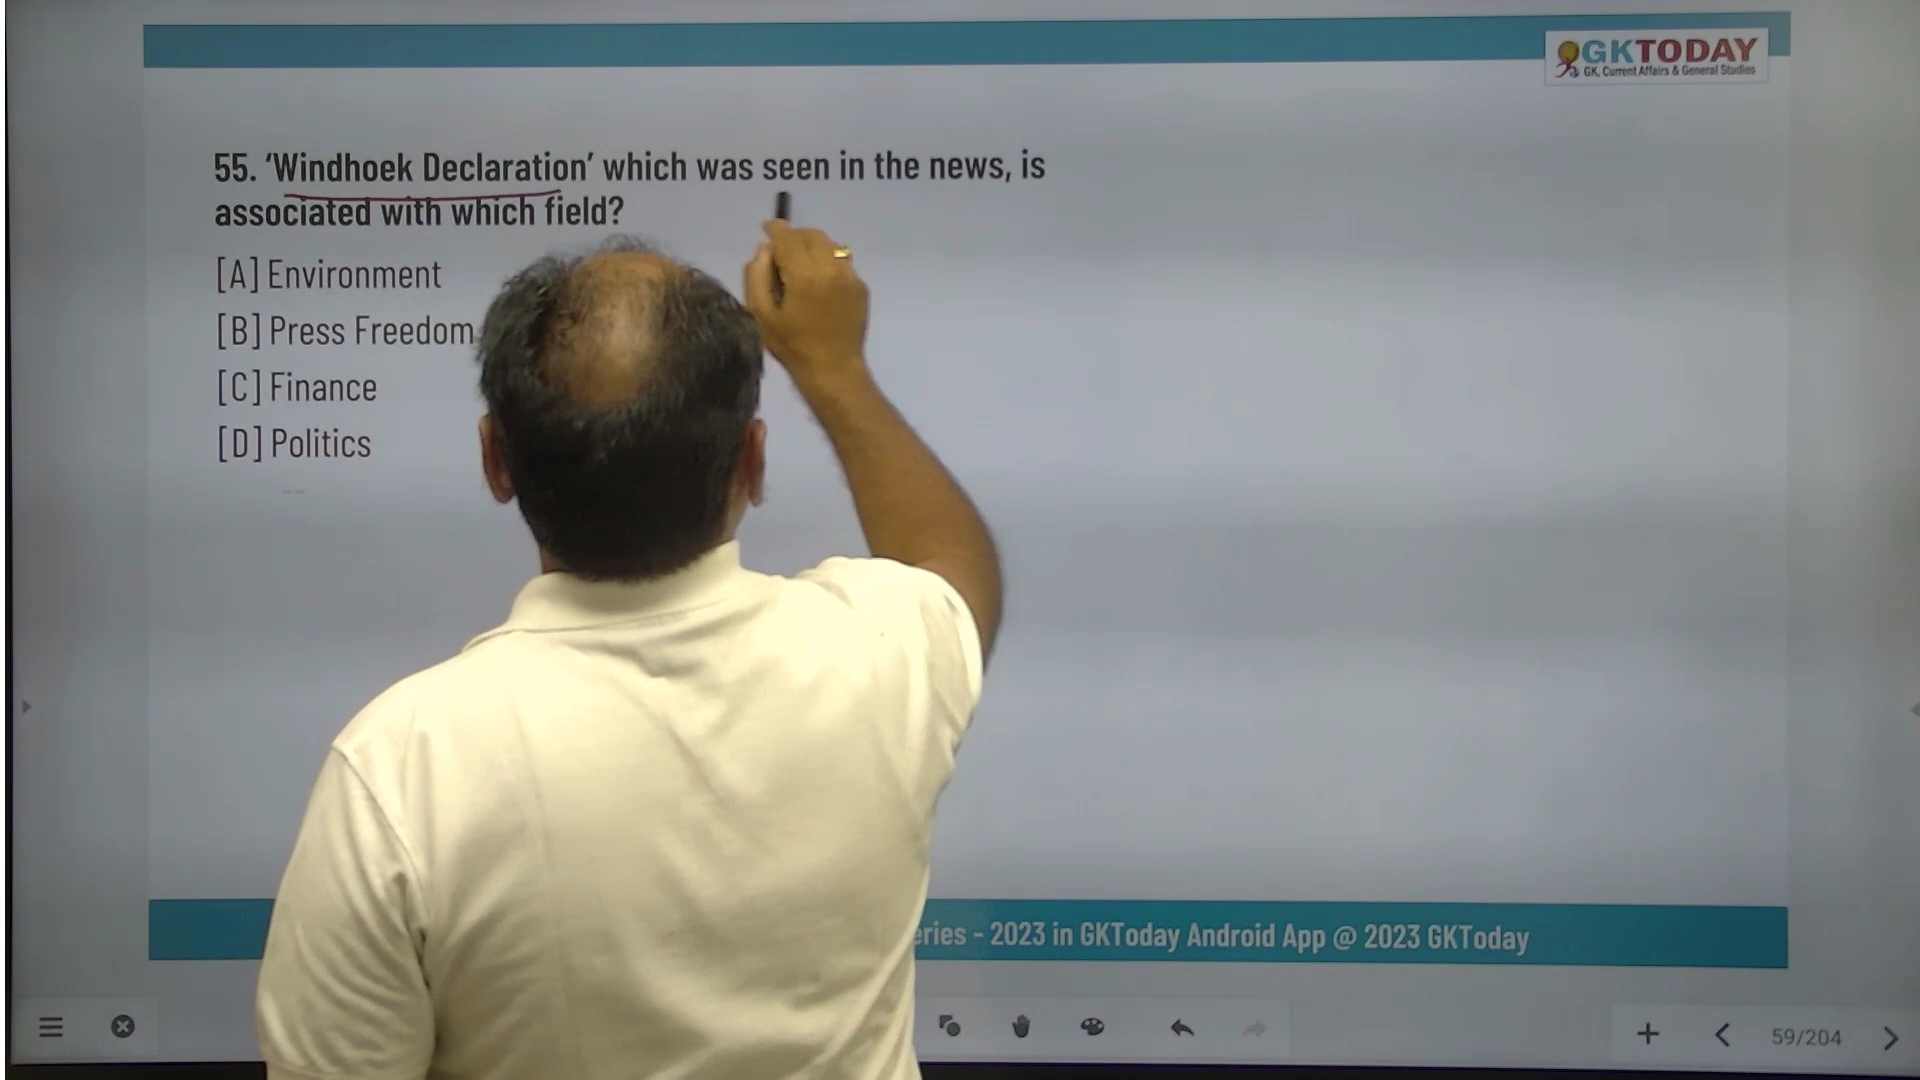 GKTODAY
GK, Current Affairs & General Studies
55. ‘Windhoek Declaration’ which was seen in the news, is
associated with which field?
[A] Environment
[B] Press Freedom
[C] Finance
[D] Politics
- 2023 in GKToday Android App @ 2023 GKToday
59/204